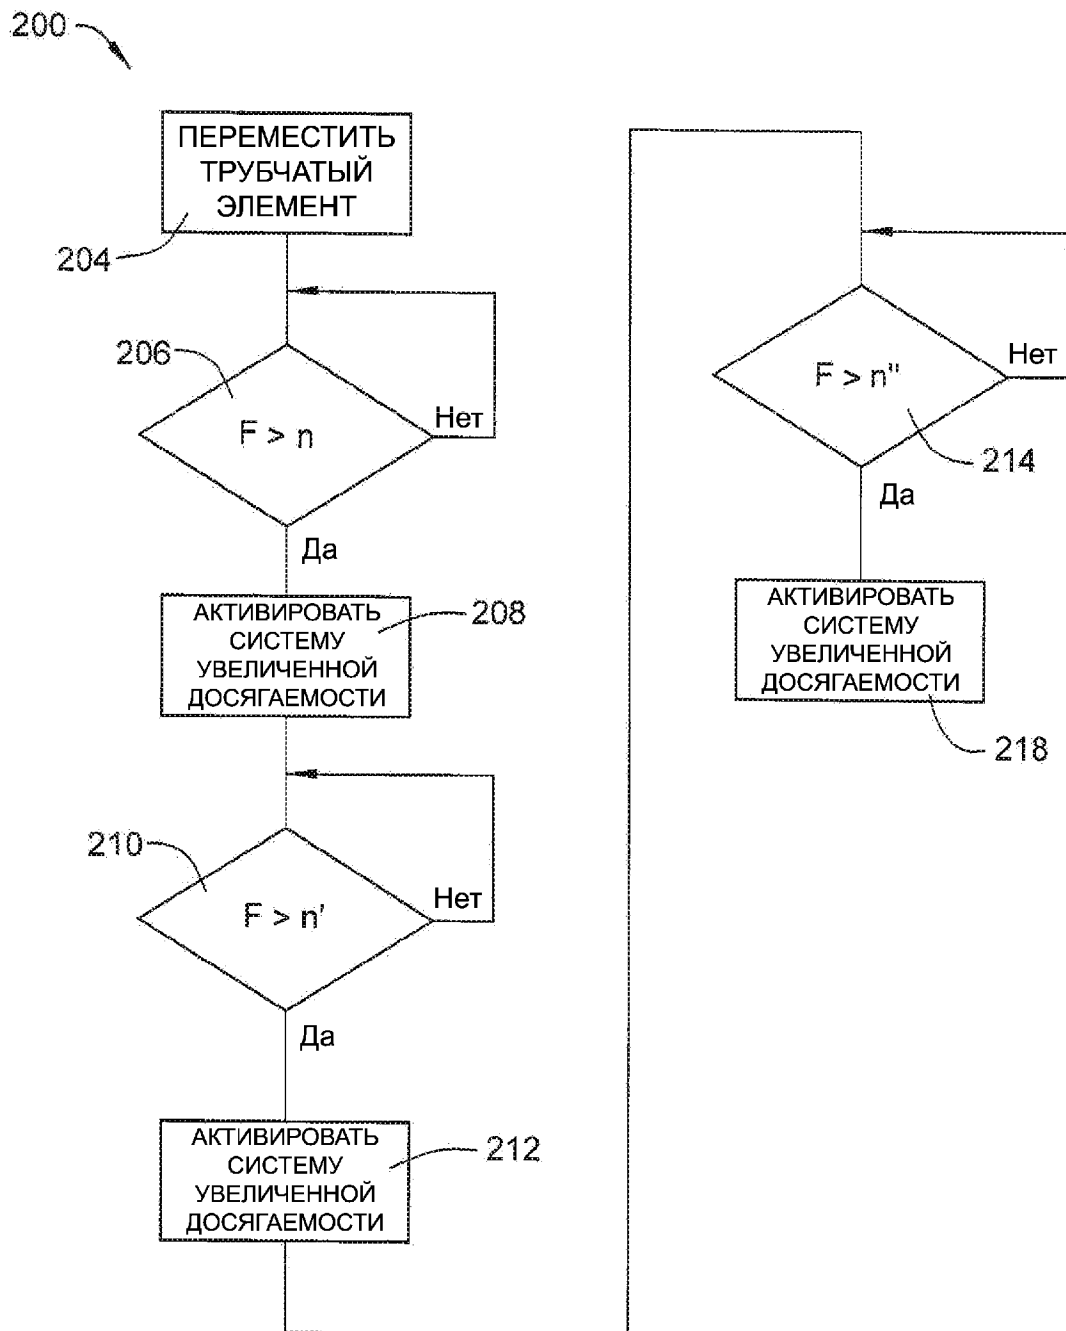 200
ПЕРЕМЕСТИТЬ
ТРУБЧАТЫЙ
ЭЛЕМЕНТ
204
206
F > n
Нет
Да
АКТИВИРОВАТЬ
СИСТЕМУ
УВЕЛИЧЕННОЙ
ДОСЯГАЕМОСТИ
208
210
F > n'
Нет
Да
АКТИВИРОВАТЬ
СИСТЕМУ
УВЕЛИЧЕННОЙ
ДОСЯГАЕМОСТИ
212
F > n"
Нет
214
Да
АКТИВИРОВАТЬ
СИСТЕМУ
УВЕЛИЧЕННОЙ
ДОСЯГАЕМОСТИ
218